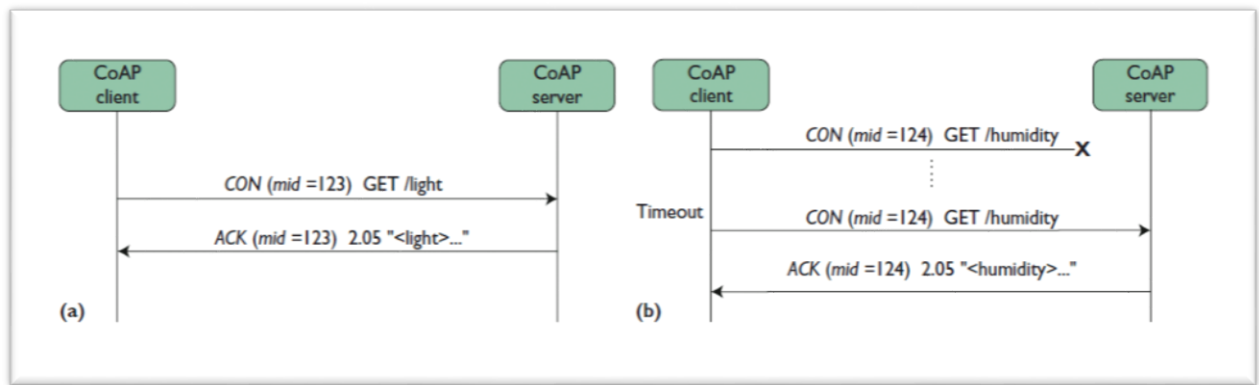 CoAP
client
CoAP
server
CON (mid =123) GET /light
ACK (mid =123) 2.05 "<light>..."
(a)
CoAP
client
CoAP
server
CON (mid =124) GET /humidity
X
Timeout
CON (mid =124) GET /humidity
ACK (mid =124) 2.05 "<humidity>..."
(b)